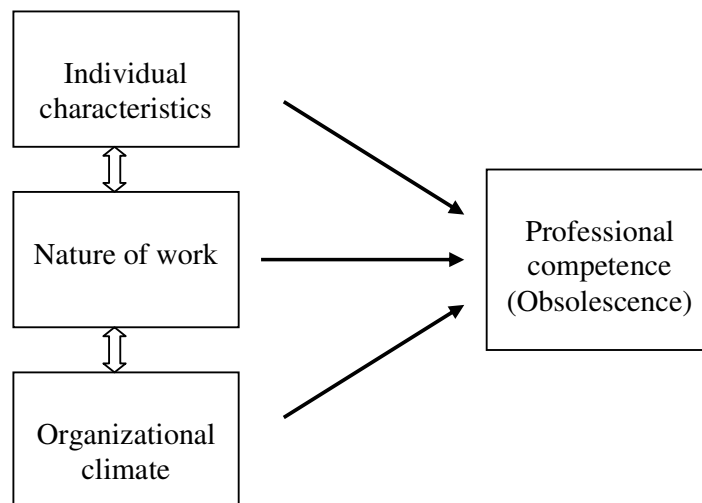 Individual
characteristics
Nature of work
Organizational
climate
Professional
competence
(Obsolescence)